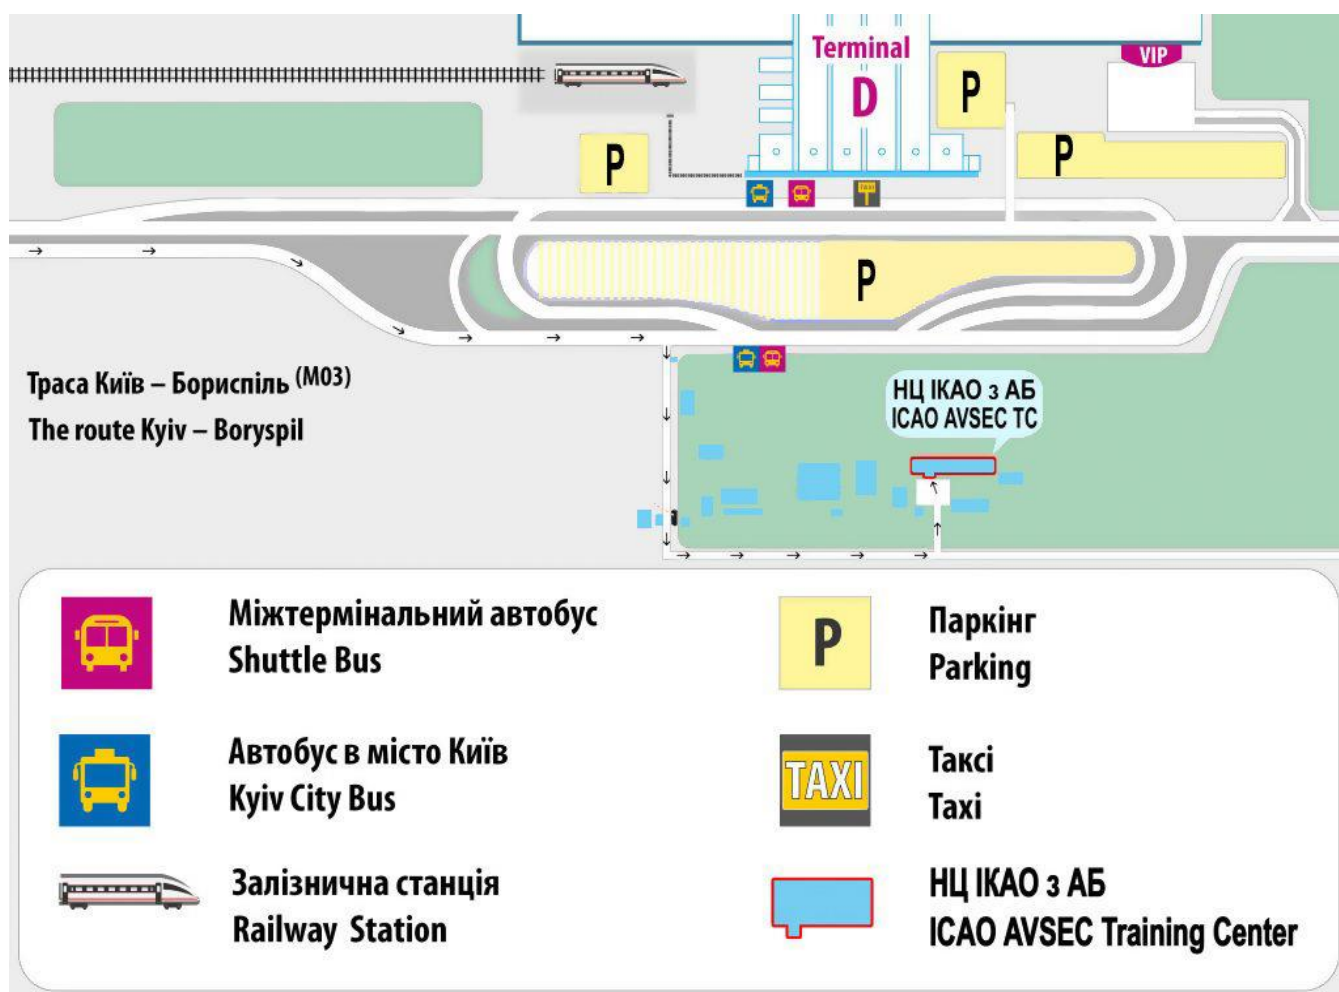 Terminal
D
VIP
P
P
P
TAXI
P
Траса Київ – Бориспіль (М03)
The route Kyiv – Boryspil
НЦ ІКАО з АБ
ICAO AVSEC TC
Міжтермінальний автобус
Shuttle Bus
P
Паркінг
Parking
Автобус в місто Київ
Kyiv City Bus
TAXI
Таксі
Taxi
Залізнична станція
Railway Station
НЦ ІКАО з АБ
ICAO AVSEC Training Center